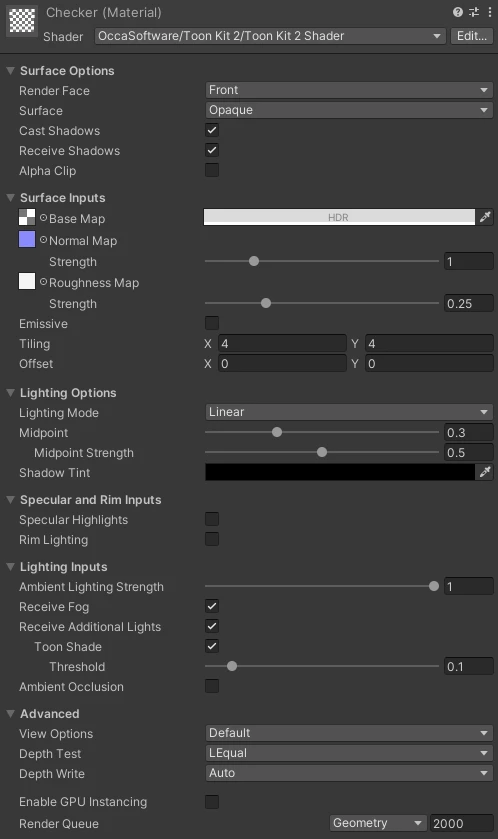 Checker (Material)
Shader OccaSoftware/Toon Kit 2/Toon Kit 2 Shader Edit...
Surface Options
Render Face Front
Surface Opaque
Cast Shadows
Receive Shadows
Alpha Clip
Surface Inputs
Base Map HDR
Normal Map
Strength 1
Roughness Map
Strength 0.25
Emissive
Tiling X 4 Y 4
Offset X 0 Y 0
Lighting Options
Lighting Mode Linear
Midpoint 0.3
Midpoint Strength 0.5
Shadow Tint
Specular and Rim Inputs
Specular Highlights
Rim Lighting
Lighting Inputs
Ambient Lighting Strength 1
Receive Fog
Receive Additional Lights
Toon Shade
Threshold 0.1
Ambient Occlusion
Advanced
View Options Default
Depth Test LEqual
Depth Write Auto
Enable GPU Instancing
Render Queue Geometry 2000